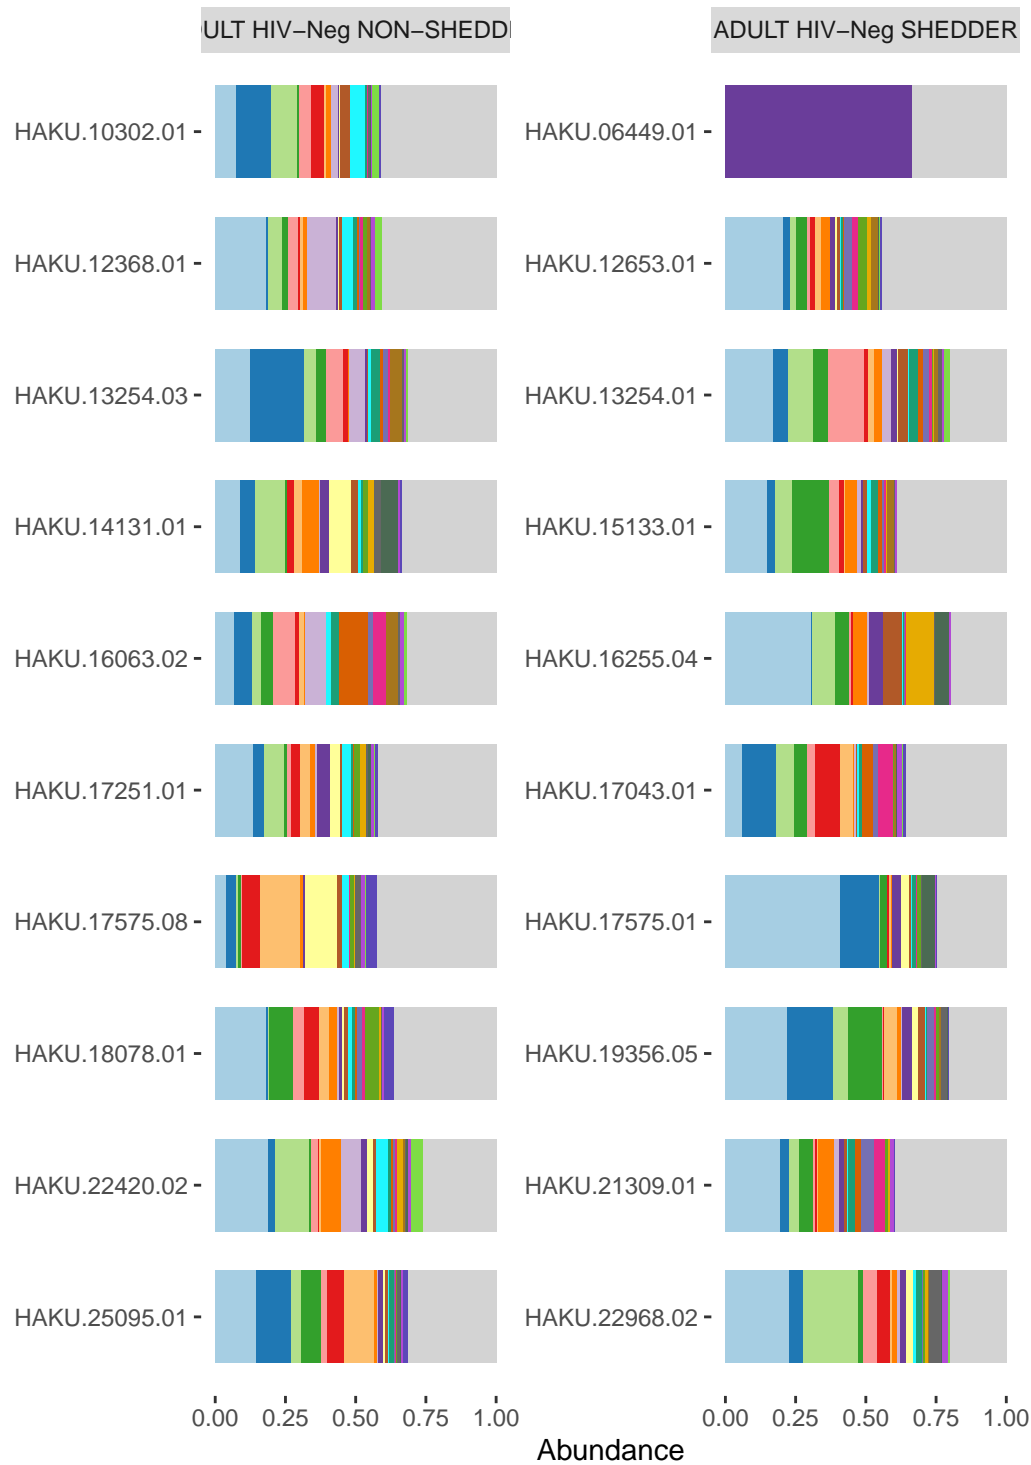 ULT HIV−Neg NON−SHEDD
ADULT HIV−Neg SHEDDER
HAKU.10302.01
HAKU.06449.01
HAKU.12368.01
HAKU.12653.01
HAKU.13254.03
HAKU.13254.01
HAKU.14131.01
HAKU.15133.01
HAKU.16063.02
HAKU.16255.04
HAKU.17251.01
HAKU.17043.01
HAKU.17575.08
HAKU.17575.01
HAKU.18078.01
HAKU.19356.05
HAKU.22420.02
HAKU.21309.01
HAKU.25095.01
HAKU.22968.02
0.00 0.25 0.50 0.75 1.00
0.00 0.25 0.50 0.75 1.00
Abundance